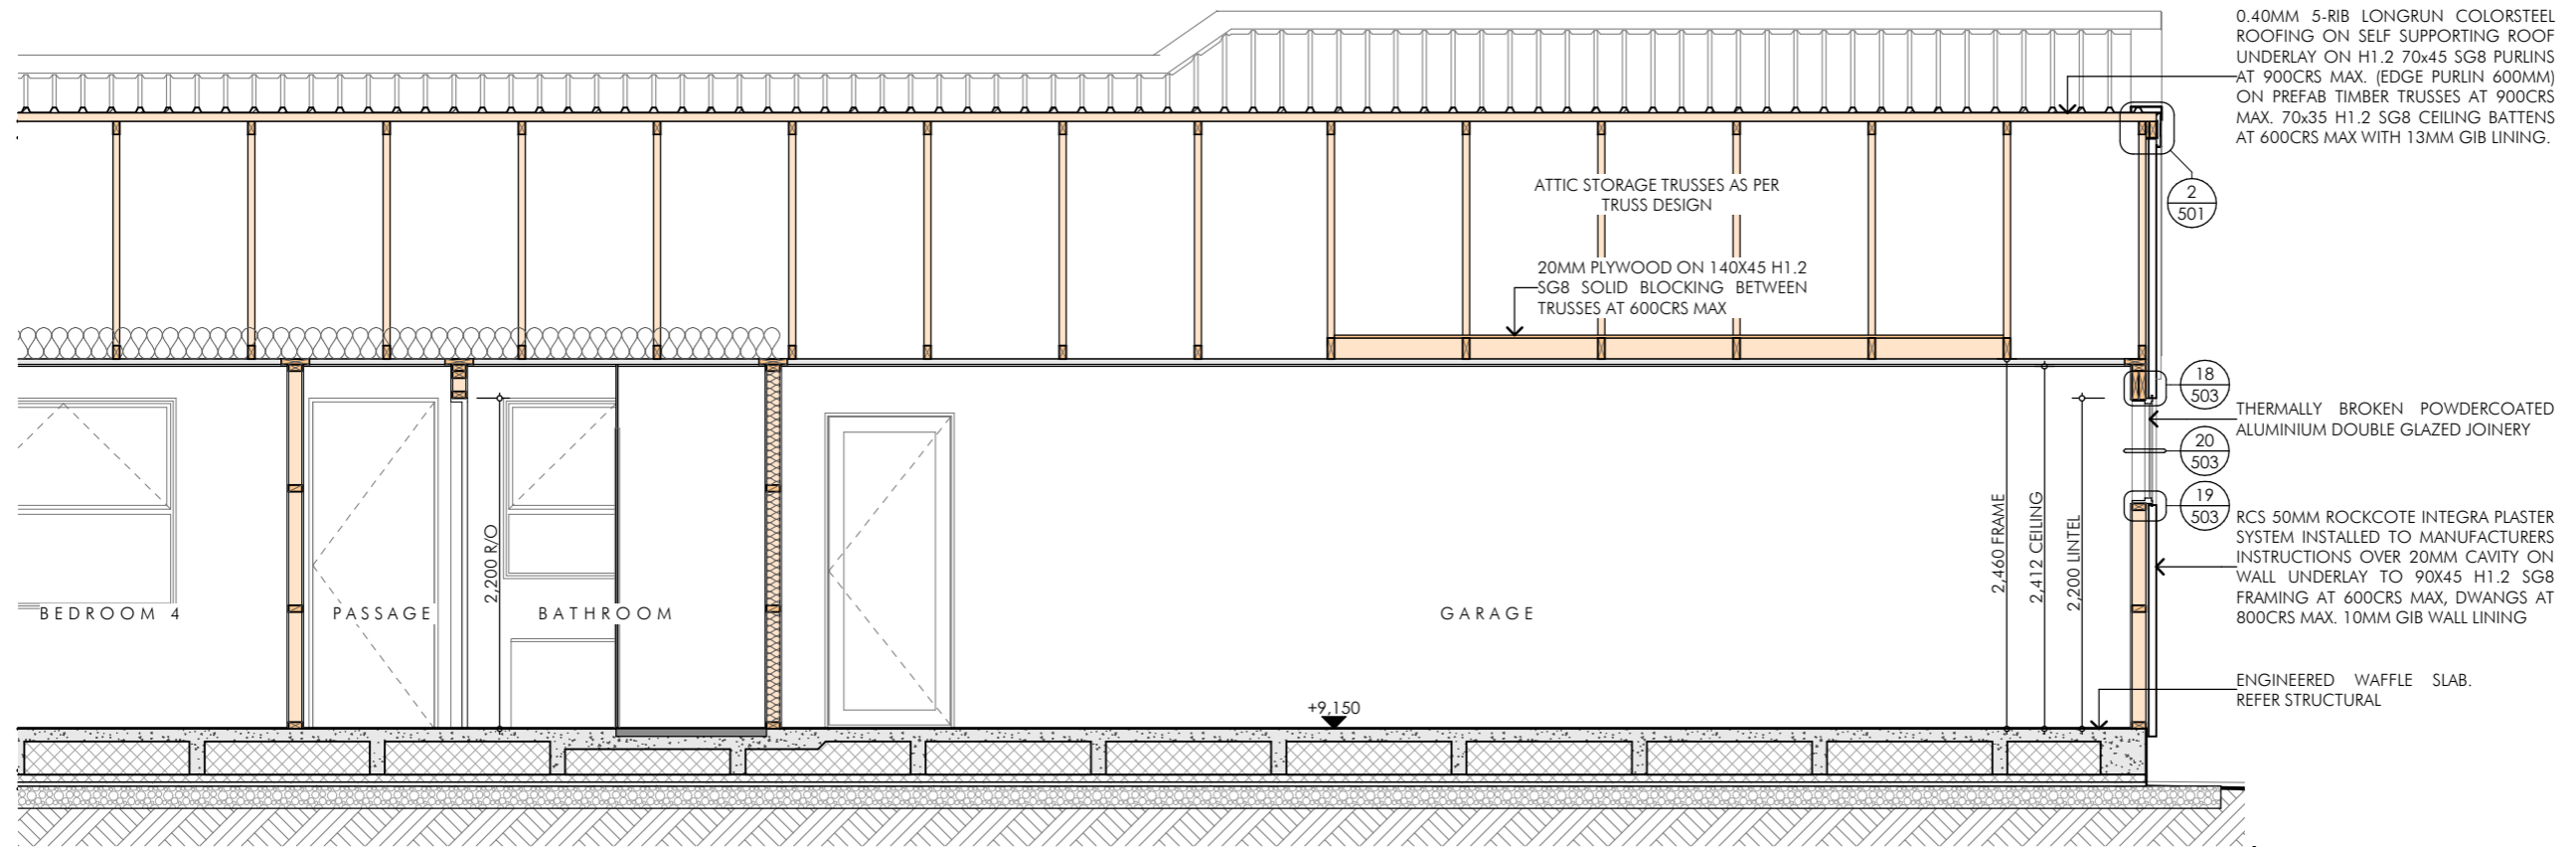 0.40MM 5-RIB LONGRUN COLORSTEEL
ROOFING ON SELF SUPPORTING ROOF
UNDERLAY ON H1.2 70x45 SG8 PURLINS
AT 900CRS MAX. (EDGE PURLIN 600MM)
ON PREFAB TIMBER TRUSSES AT 900CRS
MAX. 70x35 H1.2 SG8 CEILING BATTENS
AT 600CRS MAX WITH 13MM GIB LINING.
2
501
ATTIC STORAGE TRUSSES AS PER
TRUSS DESIGN
20MM PLYWOOD ON 140X45 H1.2
SG8 SOLID BLOCKING BETWEEN
TRUSSES AT 600CRS MAX
18
503
THERMALLY BROKEN POWDERCOATED
ALUMINIUM DOUBLE GLAZED JOINERY
20
503
19
503
RCS 50MM ROCKCOTE INTEGRA PLASTER
SYSTEM INSTALLED TO MANUFACTURERS
INSTRUCTIONS OVER 20MM CAVITY ON
WALL UNDERLAY TO 90X45 H1.2 SG8
FRAMING AT 600CRS MAX, DWANGS AT
800CRS MAX. 10MM GIB WALL LINING
2,200 R/O
2,460 FRAME
2,412 CEILING
2,200 LINTEL
BEDROOM 4
PASSAGE
BATHROOM
GARAGE
+9,150
ENGINEERED WAFFLE SLAB.
REFER STRUCTURAL